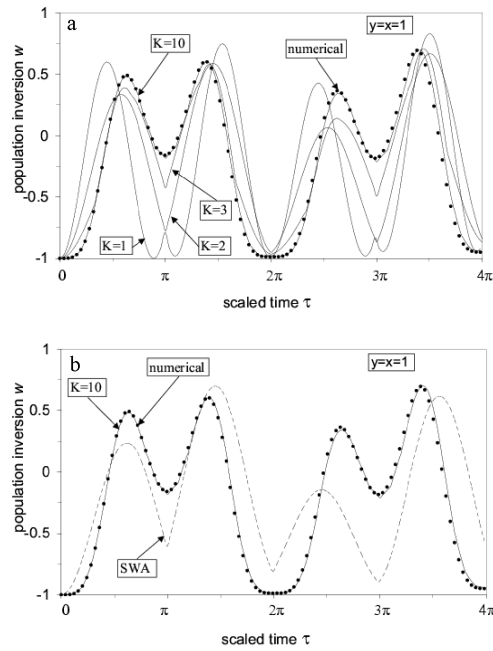 a
y=x=1
K=10
numerical
K=3
K=1
K=2
population inversion w
1
0.5
0
-0.5
-1
0
π
2π
3π
4π
scaled time τ
b
y=x=1
numerical
K=10
SWA
population inversion w
1
0.5
0
-0.5
-1
0
π
2π
3π
4π
scaled time τ